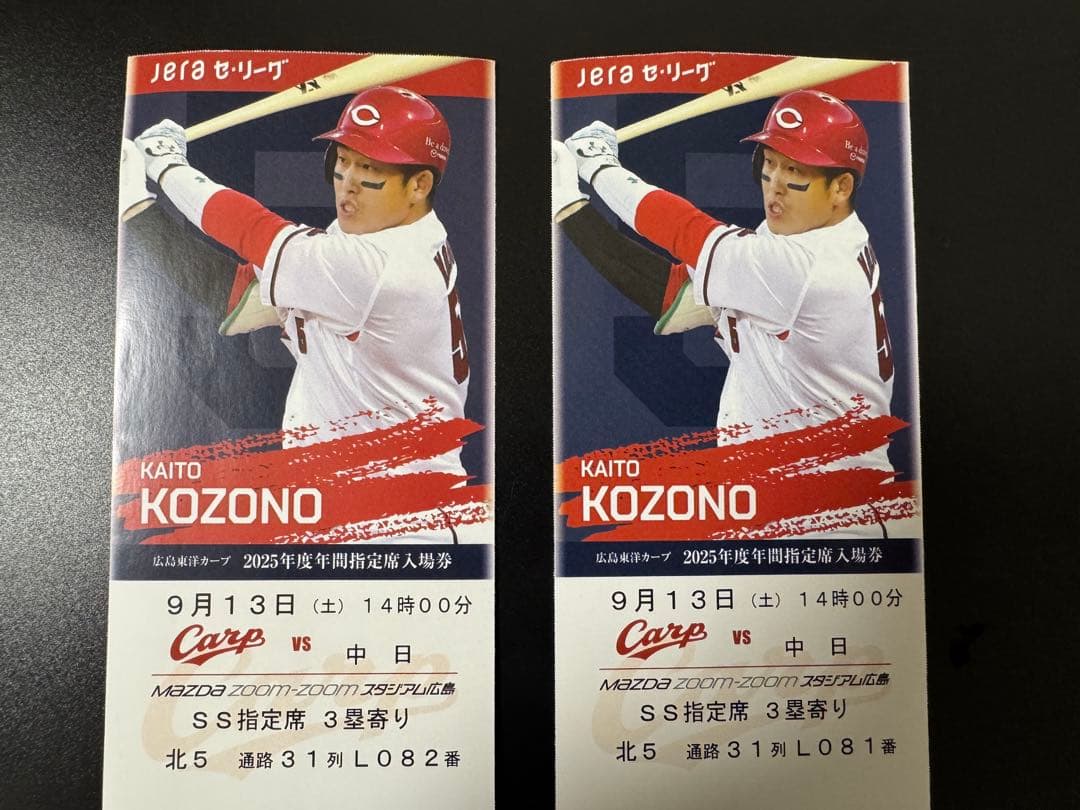 Jera セ・リーグ
Be a
KAITO
KOZONO
広島東洋カープ 2025年度年間指定席入場券
9月13日（土）14時00分
Carp vs 中日
MAZDA ZOOM-ZOOM スタジアム広島
SS指定席 3塁寄り
北5 通路31列L082番
Jera セ・リーグ
Be a
KAITO
KOZONO
広島東洋カープ 2025年度年間指定席入場券
9月13日（土）14時00分
Carp vs 中日
MAZDA ZOOM-ZOOM スタジアム広島
SS指定席 3塁寄り
北5 通路31列L081番